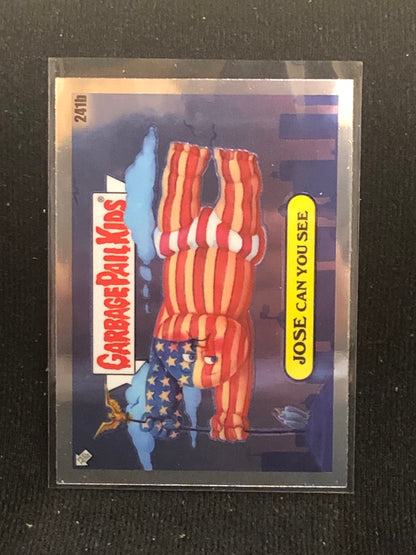 241b
GARBAGE PAIL KIDS®
JOSE CAN YOU SEE